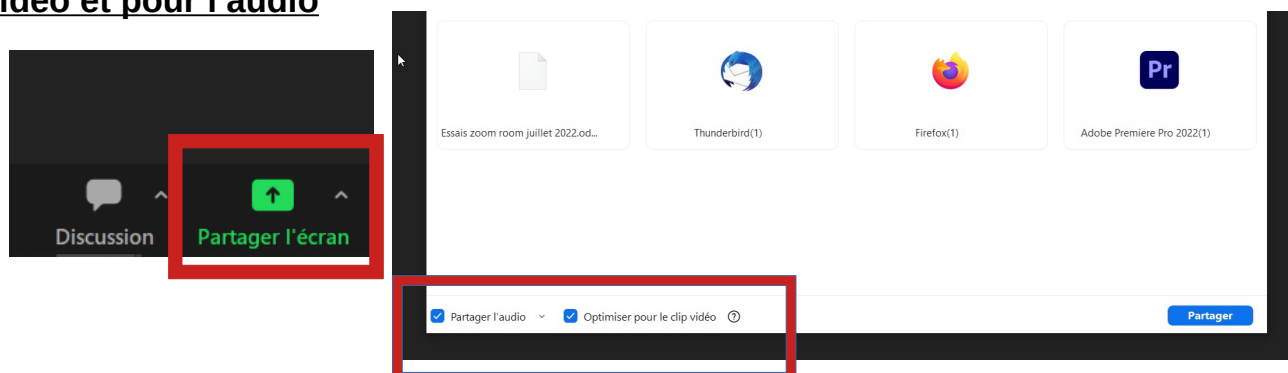 vidéo et pour l'audio
Discussion
Partager l'écran
Pr
Essais zoom room juillet 2022.od...
Thunderbird(1)
Firefox(1)
Adobe Premiere Pro 2022(1)
Partager l'audio
Optimiser pour le clip vidéo
Partager